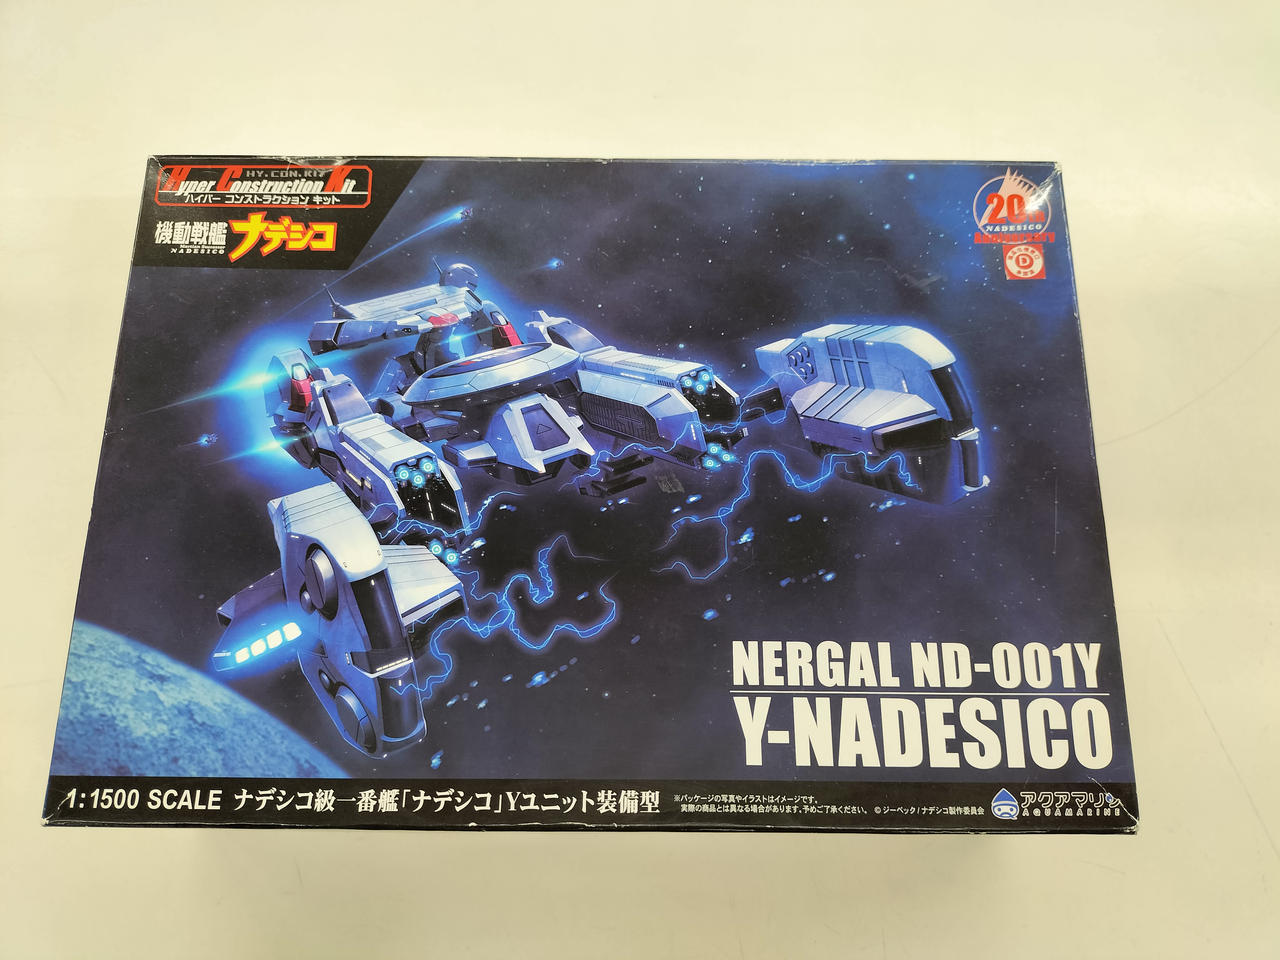 HY.CON.KIT
Hyper Construction Kit
ハイパー コンストラクション キット
機動戦艦
ナデシコ
Martian Successor
NADESICO
20TH
NADESICO
Anniversary
D
NERGAL ND-001Y
Y-NADESICO
1:1500 SCALE ナデシコ級一番艦「ナデシコ」Yユニット装備型
※パッケージの写真やイラストはイメージです。
実際の商品とは異なる場合があります。予めご了承ください。 © ジーベック/ナデシコ製作委員会
アクアマリン
AQUAMARINE